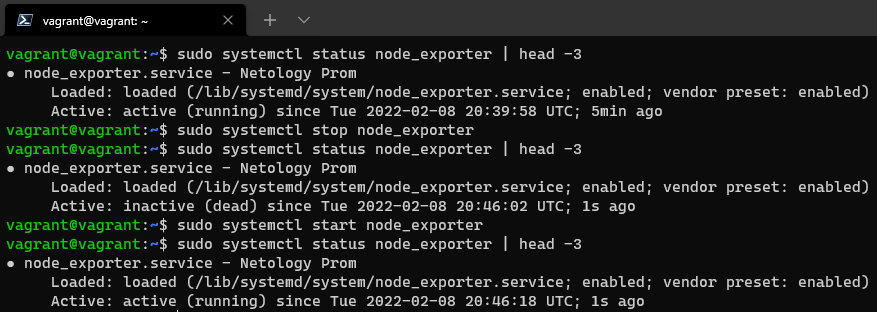 vagrant@vagrant: ~
vagrant@vagrant:~$ sudo systemctl status node_exporter | head -3
● node_exporter.service - Netology Prom
     Loaded: loaded (/lib/systemd/system/node_exporter.service; enabled; vendor preset: enabled)
     Active: active (running) since Tue 2022-02-08 20:39:58 UTC; 5min ago
vagrant@vagrant:~$ sudo systemctl stop node_exporter
vagrant@vagrant:~$ sudo systemctl status node_exporter | head -3
● node_exporter.service - Netology Prom
     Loaded: loaded (/lib/systemd/system/node_exporter.service; enabled; vendor preset: enabled)
     Active: inactive (dead) since Tue 2022-02-08 20:46:02 UTC; 1s ago
vagrant@vagrant:~$ sudo systemctl start node_exporter
vagrant@vagrant:~$ sudo systemctl status node_exporter | head -3
● node_exporter.service - Netology Prom
     Loaded: loaded (/lib/systemd/system/node_exporter.service; enabled; vendor preset: enabled)
     Active: active (running) since Tue 2022-02-08 20:46:18 UTC; 1s ago